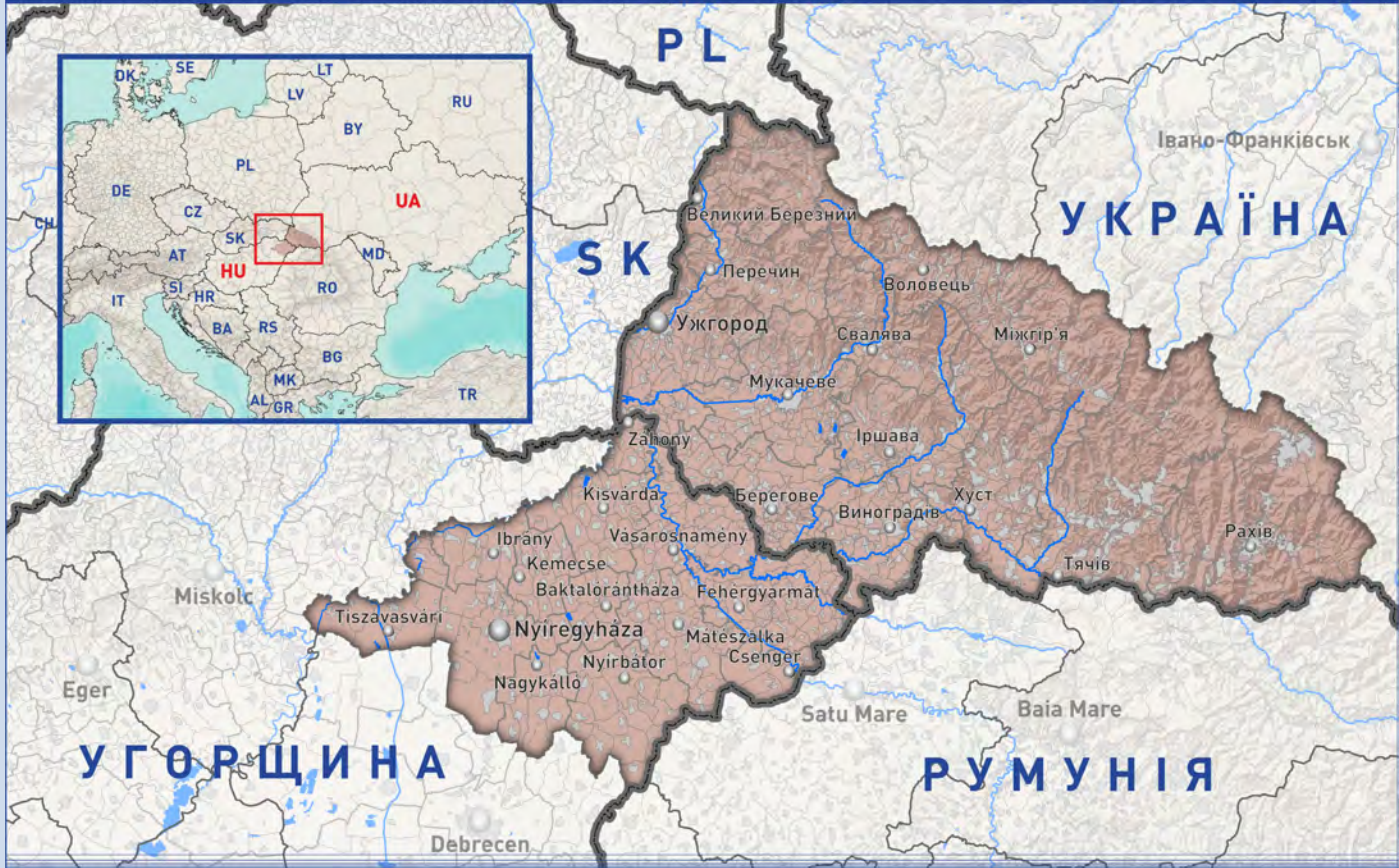 PL
DK
SE
LT
LV
RU
BY
PL
DE
UA
CZ
CH
SK
AT
HU
MD
SI
HR
RO
IT
BA
RS
BG
MK
AL
GR
TR
Івано-Франківськ
УКРАЇНА
SK
Великий Березний
Перечин
Воловець
Ужгород
Свалява
Міжгір'я
Мукачеве
Іршава
Záhony
Kisvárda
Берегове
Виноградів
Хуст
Рахів
Тячів
Ibrány
Vásárosnamény
Kemecse
Baktalórántháza
Fehérgyarmat
Miskolc
Tiszavasvári
Nyíregyháza
Mátészalka
Csenger
Nyírbátor
Nagykálló
Eger
Satu Mare
Baia Mare
УГОРЩИНА
РУМУНІЯ
Debrecen